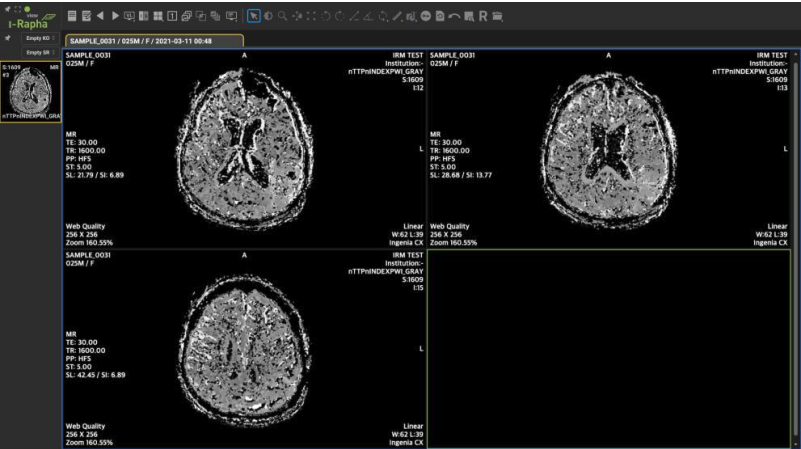 view
i-Rapha
Empty KO
Empty SR
S:1609 MR
#3
nTTPnINDEXPWI_GRA
SAMPLE_0031 / 025M / F / 2021-03-11 00:48
SAMPLE_0031
025M / F
A
IRM TEST
Institution:-
nTTPnINDEXPWI_GRAY
S:1609
I:12
MR
TE: 30.00
TR: 1600.00
PP: HFS
ST: 5.00
SL: 21.79 / SI: 6.89
L
Web Quality
256 X 256
Zoom 160.55%
Linear
W:62 L:39
Ingenia CX
SAMPLE_0031
025M / F
A
IRM TEST
Institution:-
nTTPnINDEXPWI_GRAY
S:1609
I:13
MR
TE: 30.00
TR: 1600.00
PP: HFS
ST: 5.00
SL: 28.68 / SI: 13.77
L
Web Quality
256 X 256
Zoom 160.55%
Linear
W:62 L:39
Ingenia CX
SAMPLE_0031
025M / F
A
IRM TEST
Institution:-
nTTPnINDEXPWI_GRAY
S:1609
I:15
MR
TE: 30.00
TR: 1600.00
PP: HFS
ST: 5.00
SL: 42.45 / SI: 6.89
L
Web Quality
256 X 256
Zoom 160.55%
Linear
W:62 L:39
Ingenia CX